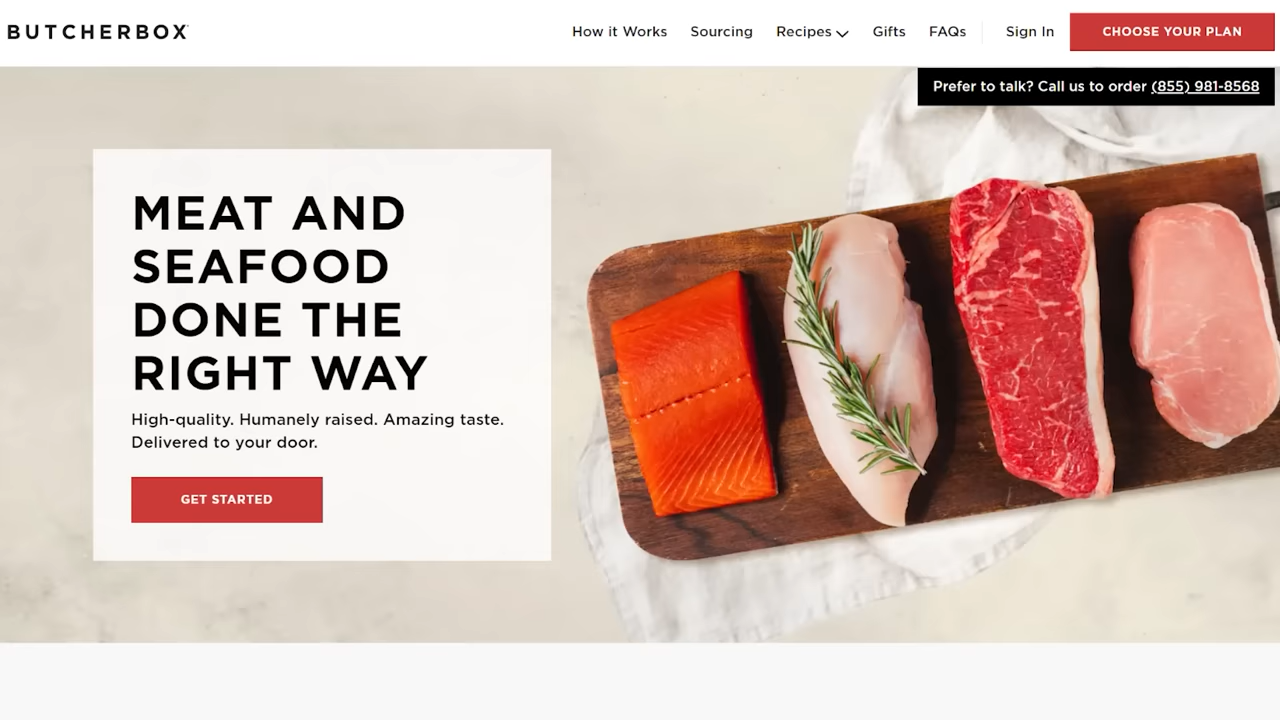 BUTCHERBOX
How it Works
Sourcing
Recipes
Gifts
FAQs
Sign In
CHOOSE YOUR PLAN
Prefer to talk? Call us to order (855) 981-8568
MEAT AND
SEAFOOD
DONE THE
RIGHT WAY
High-quality. Humanely raised. Amazing taste.
Delivered to your door.
GET STARTED